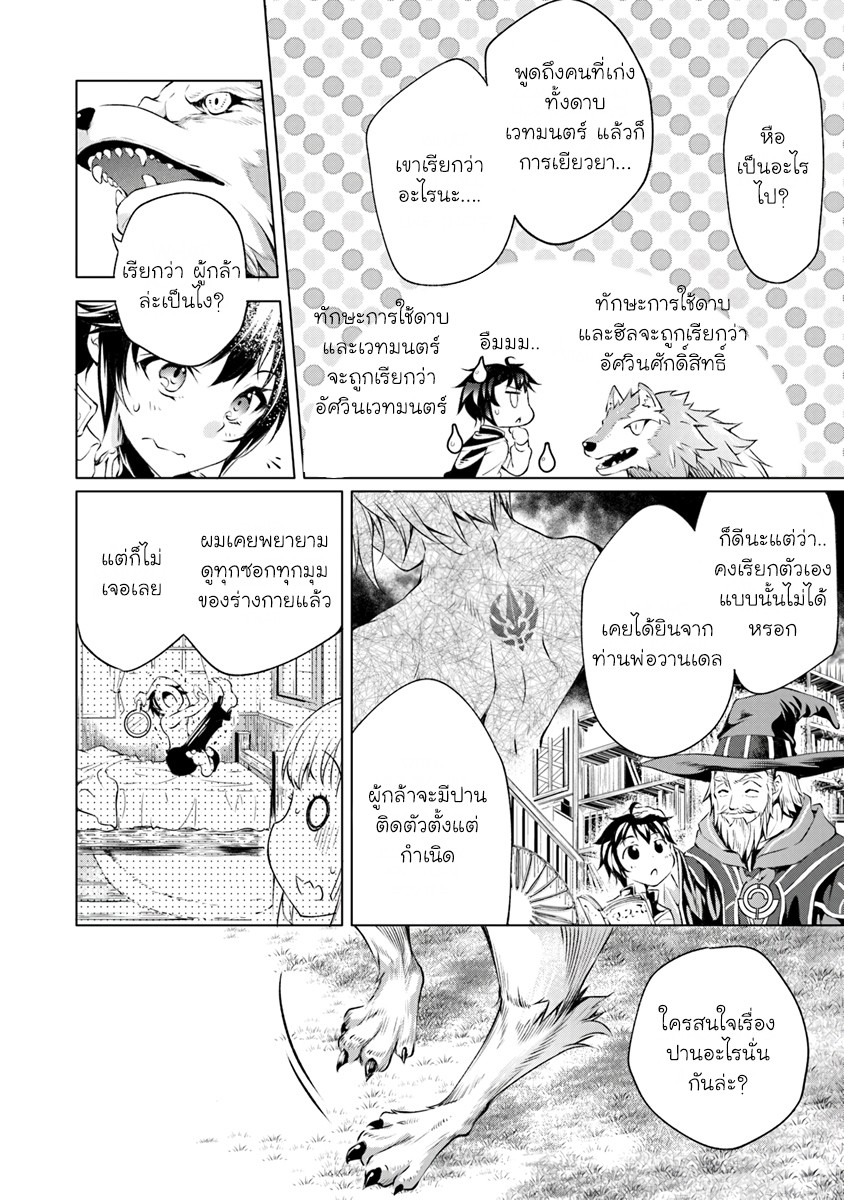 หือ
เป็นอะไร
ไป?
พูดถึงคนที่เก่ง
ทั้งดาบ
เวทมนตร์ แล้วก็
การเยียวยา...
เขาเรียกว่า
อะไรนะ....
ทักษะการใช้ดาบ
และฮีลจะถูกเรียกว่า
อัศวินศักดิ์สิทธิ์
อืมมม..
ทักษะการใช้ดาบ
และเวทมนตร์
จะถูกเรียกว่า
อัศวินเวทมนตร์
เรียกว่า ผู้กล้า
ล่ะเป็นไง?
ก็ดีนะแต่ว่า..
คงเรียกตัวเอง
แบบนั้นไม่ได้
หรอก
เคยได้ยินจาก
ท่านพ่อวานเดล
ผู้กล้าจะมีปาน
ติดตัวตั้งแต่
กำเนิด
ผมเคยพยายาม
ดูทุกซอกทุกมุม
ของร่างกายแล้ว
แต่ก็ไม่
เจอเลย
ใครสนใจเรื่อง
ปานอะไรนั่น
กันล่ะ?